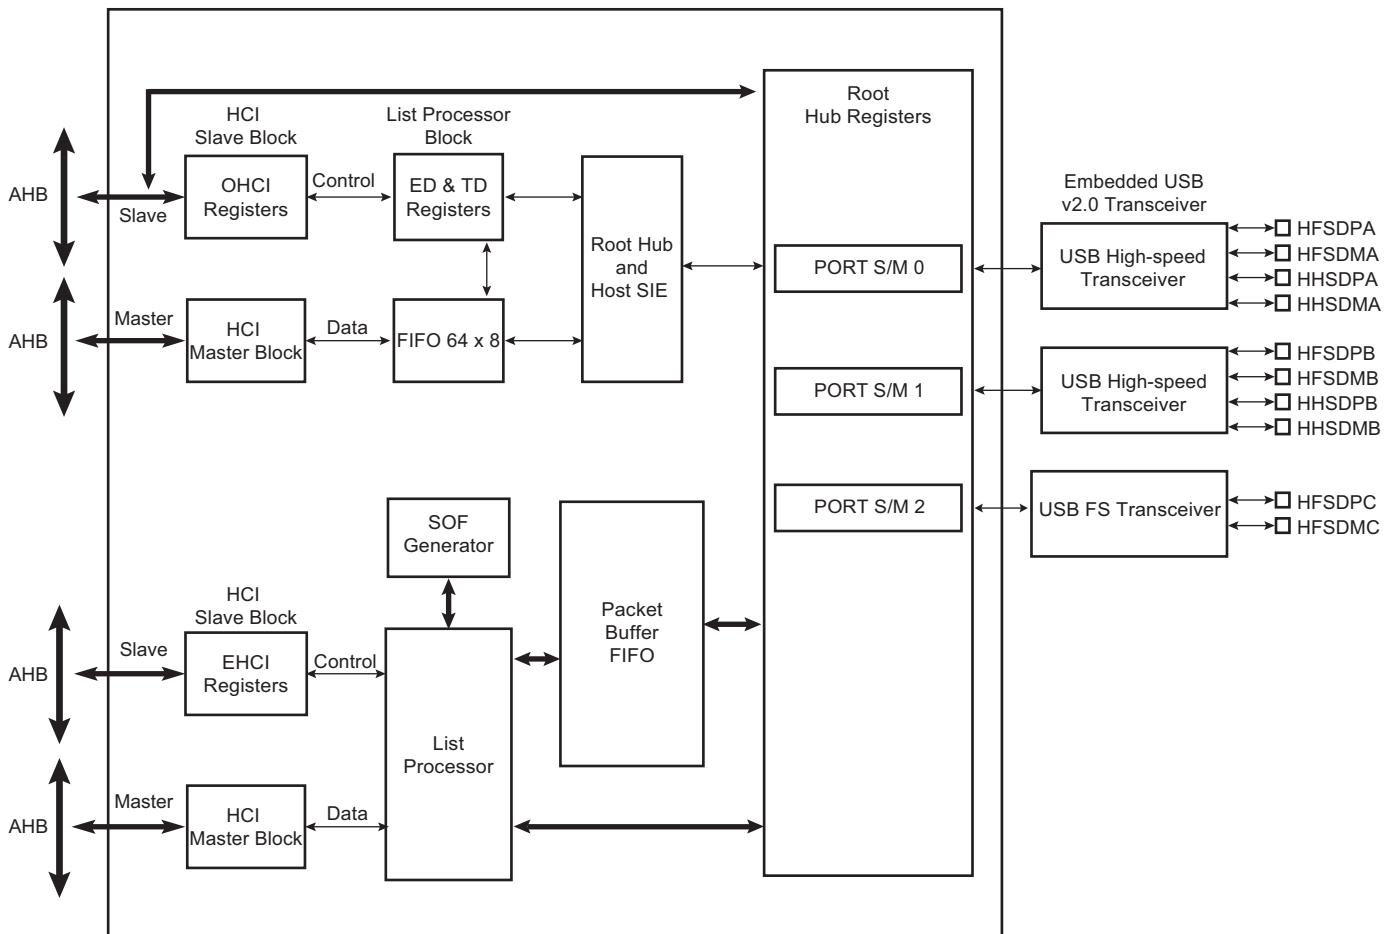 Root
Hub Registers
HCI
Slave Block
List Processor
Block
AHB
Slave
OHCI
Registers
Control
ED & TD
Registers
Root Hub
and
Host SIE
Embedded USB
v2.0 Transceiver
PORT S/M 0
USB High-speed
Transceiver
HFSDPA
HFSDMA
HHSDPA
HHSDMA
AHB
Master
HCI
Master Block
Data
FIFO 64 x 8
PORT S/M 1
USB High-speed
Transceiver
HFSDPB
HFSDMB
HHSDPB
HHSDMB
PORT S/M 2
USB FS Transceiver
HFSDPC
HFSDMC
SOF
Generator
HCI
Slave Block
AHB
Slave
EHCI
Registers
Control
Packet
Buffer
FIFO
List
Processor
AHB
Master
HCI
Master Block
Data